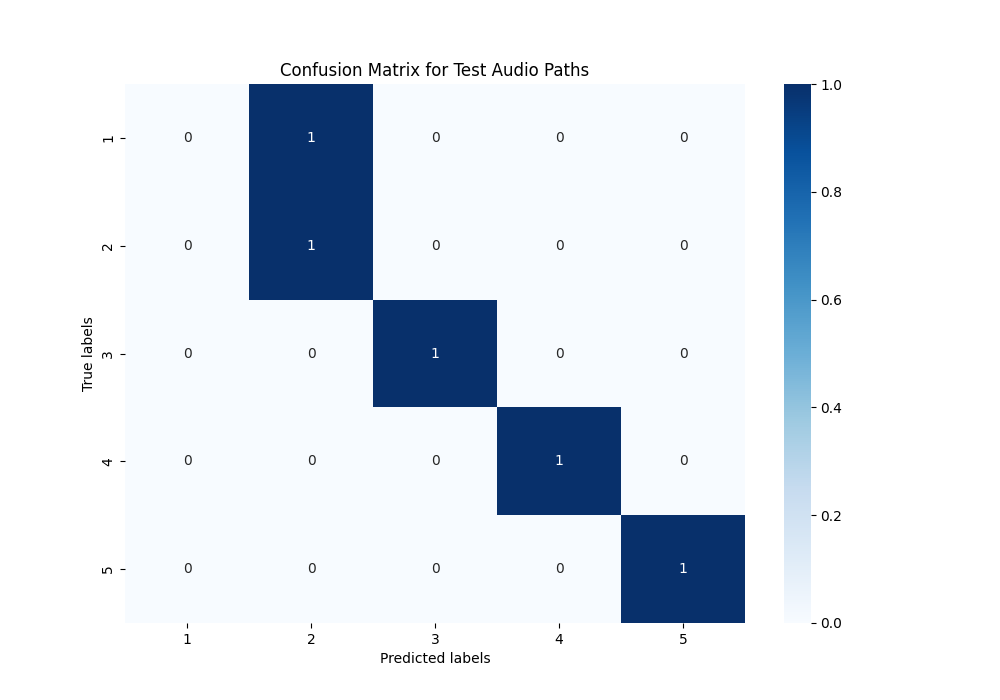 Confusion Matrix for Test Audio Paths
True labels
1 0 1 0 0 0
2 0 1 0 0 0
3 0 0 1 0 0
4 0 0 0 1 0
5 0 0 0 0 1
1 2 3 4 5
Predicted labels
1.0
0.8
0.6
0.4
0.2
0.0